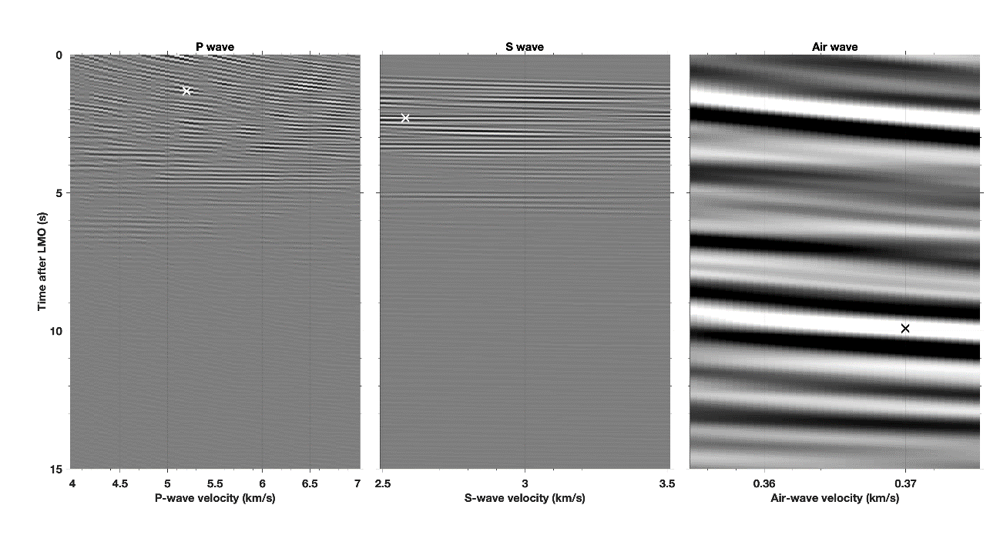 P wave
S wave
Air wave
0
5
10
15
Time after LMO (s)
4 4.5 5 5.5 6 6.5 7
2.5 3 3.5
0.36 0.37
P-wave velocity (km/s)
S-wave velocity (km/s)
Air-wave velocity (km/s)